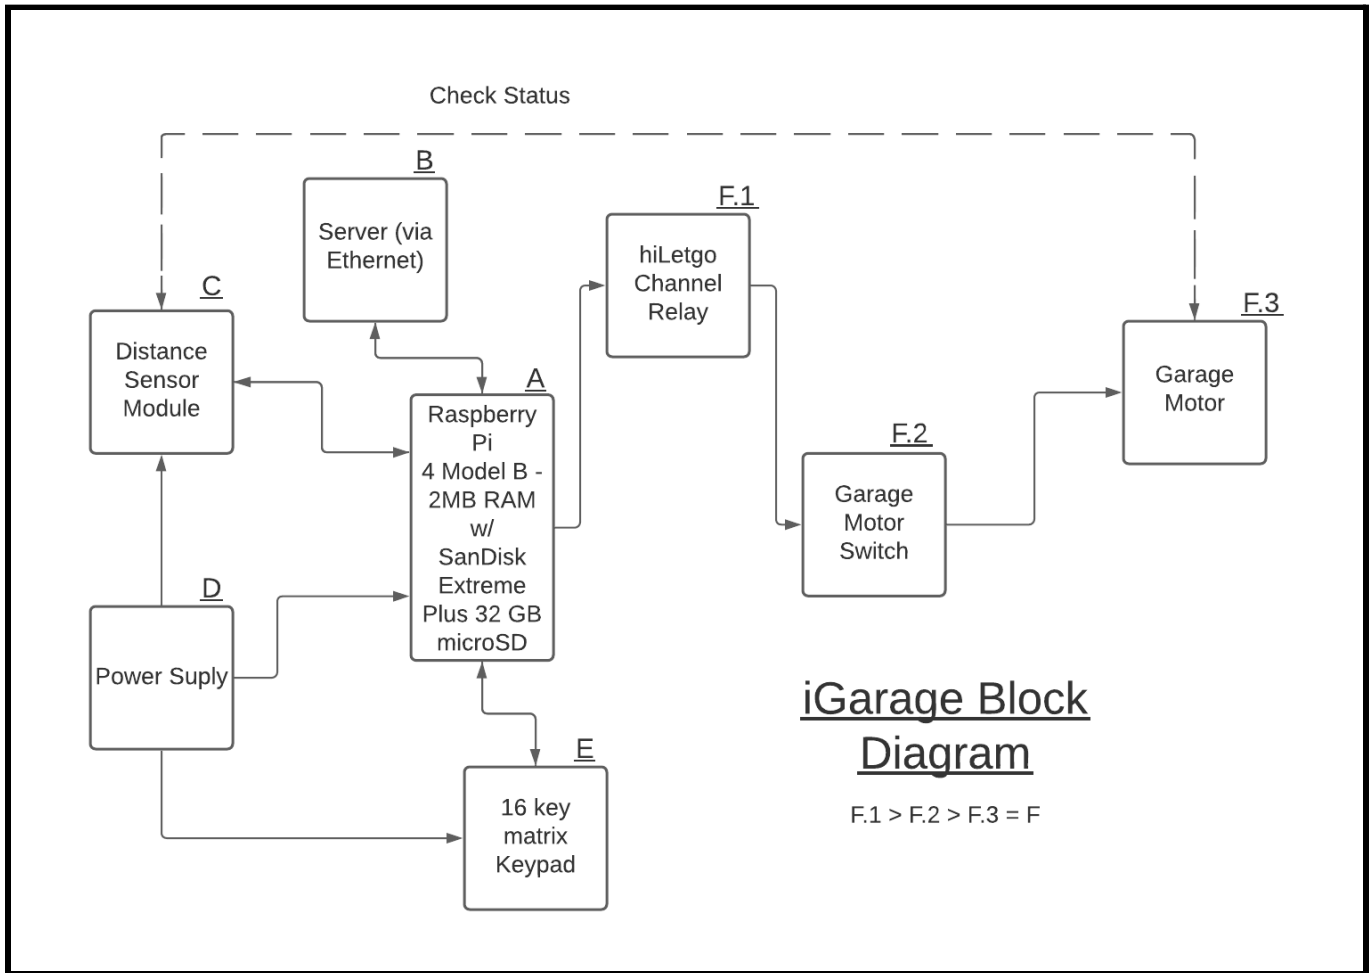 Check Status
B
Server (via
Ethernet)
F.1
hiLetgo
Channel
Relay
C
Distance
Sensor
Module
F.3
Garage
Motor
A
Raspberry
Pi
4 Model B -
2MB RAM
w/
SanDisk
Extreme
Plus 32 GB
microSD
F.2
Garage
Motor
Switch
D
Power Suply
E
16 key
matrix
Keypad
iGarage Block
Diagram
F.1 > F.2 > F.3 = F